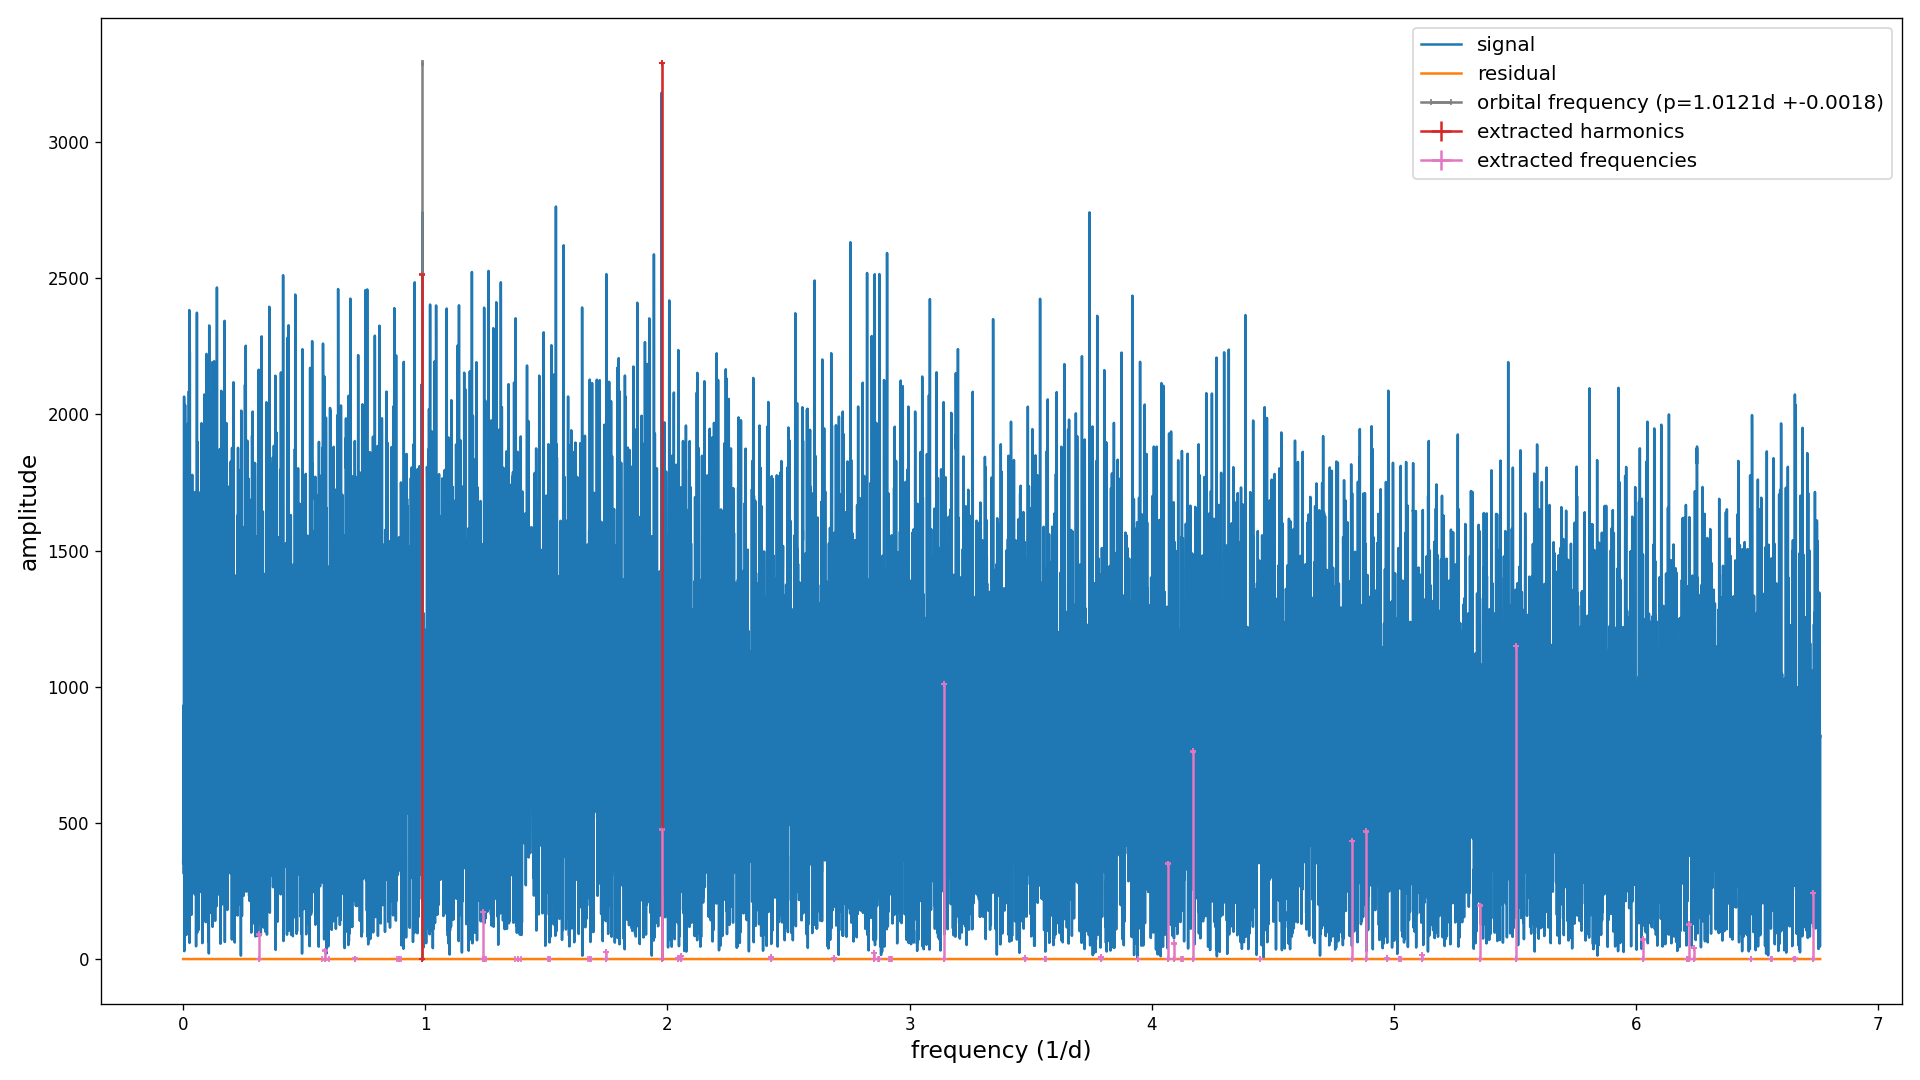 signal
residual
orbital frequency (p=1.0121d +-0.0018)
extracted harmonics
extracted frequencies
3000
2500
2000
1500
1000
500
0
amplitude
0 1 2 3 4 5 6 7
frequency (1/d)